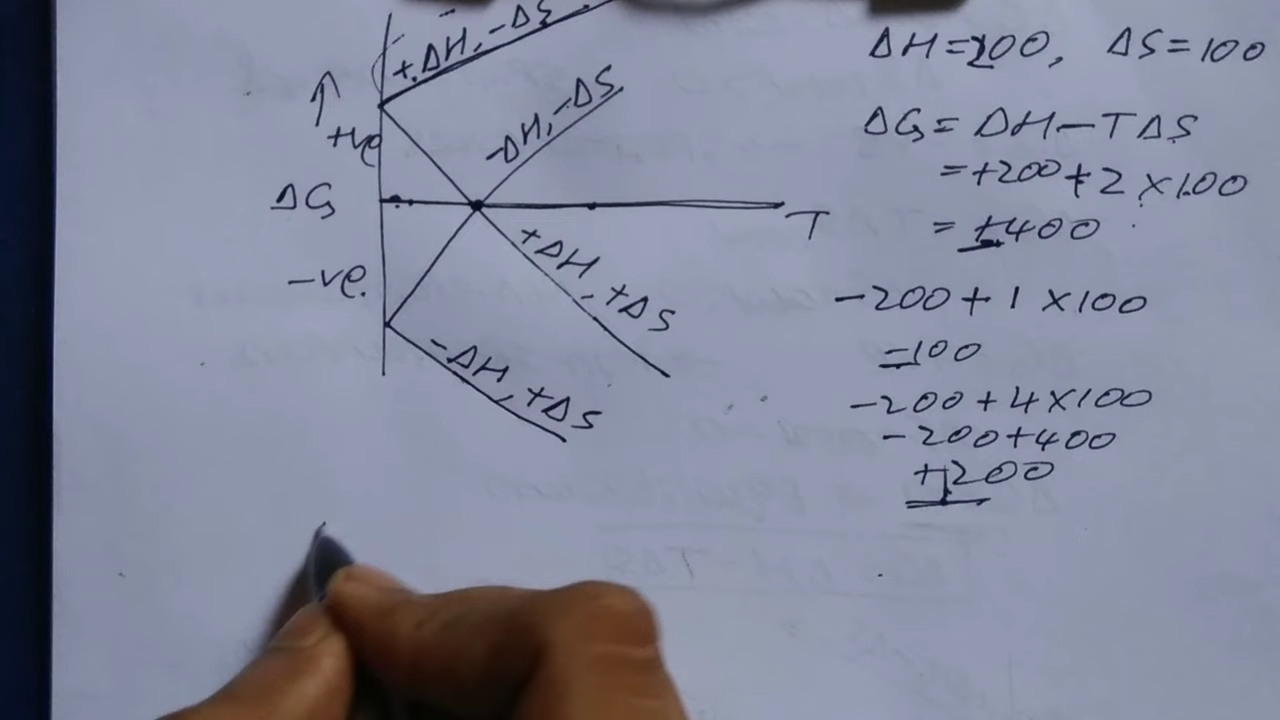 +ΔH, -ΔS
-ΔH, -ΔS
↑
+ve
ΔG
T
-ve.
+ΔH, +ΔS
-ΔH, +ΔS
ΔH = 200, ΔS = 100
ΔG = ΔH - TΔS
= +200 + 2 × 100
= +400
-200 + 1 × 100
= 100
-200 + 4 × 100
-200 + 400
+200